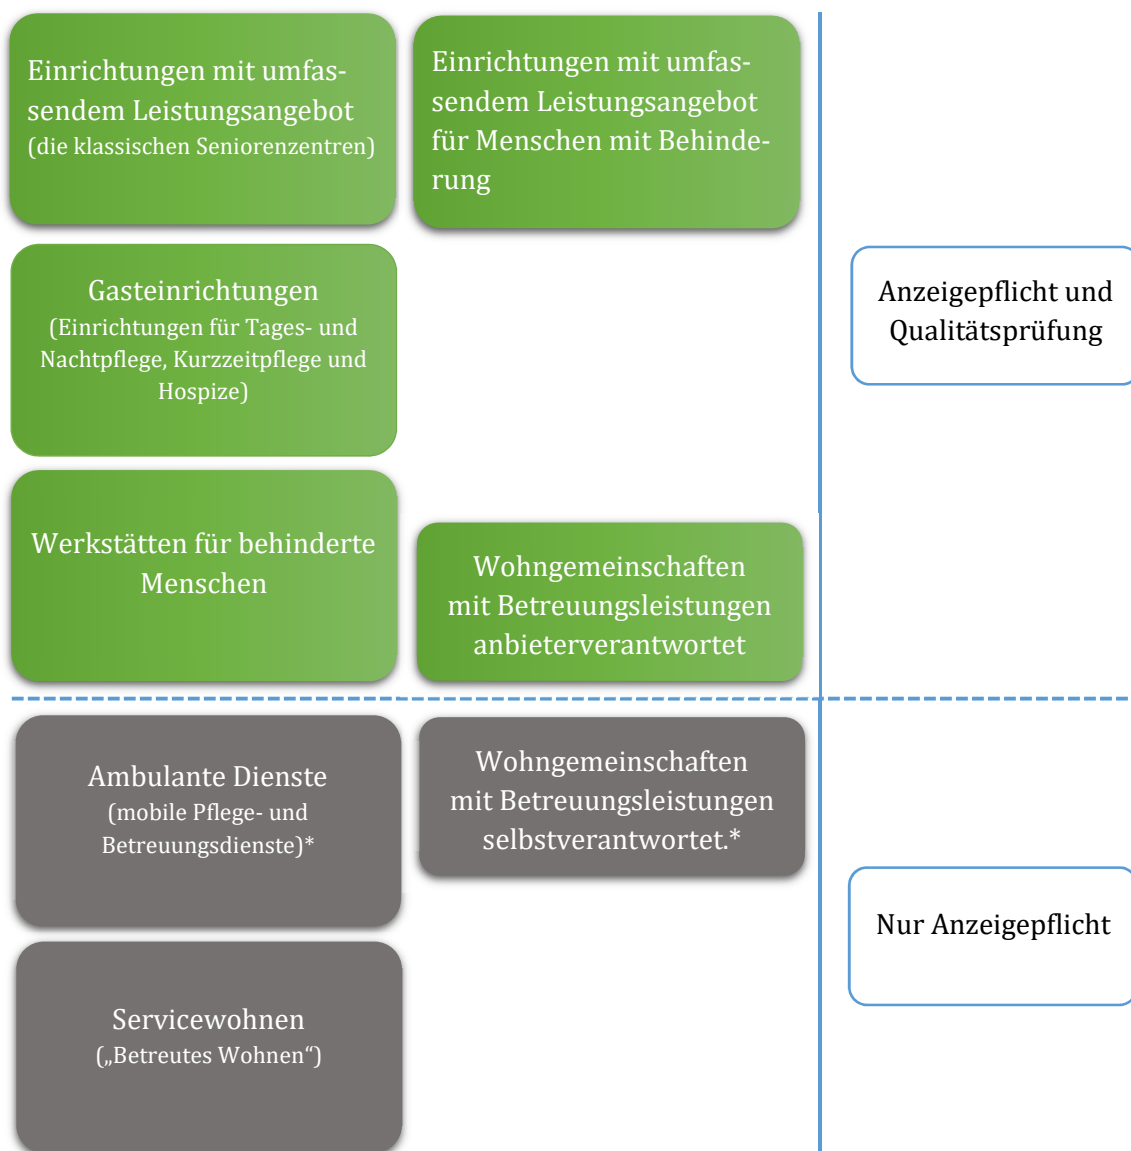 Einrichtungen mit umfas-
sendem Leistungsangebot
(die klassischen Seniorenzentren)
Einrichtungen mit umfas-
sendem Leistungsangebot
für Menschen mit Behinde-
rung
Gasteinrichtungen
(Einrichtungen für Tages- und
Nachtpflege, Kurzzeitpflege und
Hospize)
Anzeigepflicht und
Qualitätsprüfung
Werkstätten für behinderte
Menschen
Wohngemeinschaften
mit Betreuungsleistungen
anbieterverantwortet
Ambulante Dienste
(mobile Pflege- und
Betreuungsdienste)*
Wohngemeinschaften
mit Betreuungsleistungen
selbstverantwortet.*
Nur Anzeigepflicht
Servicewohnen
(„Betreutes Wohnen“)